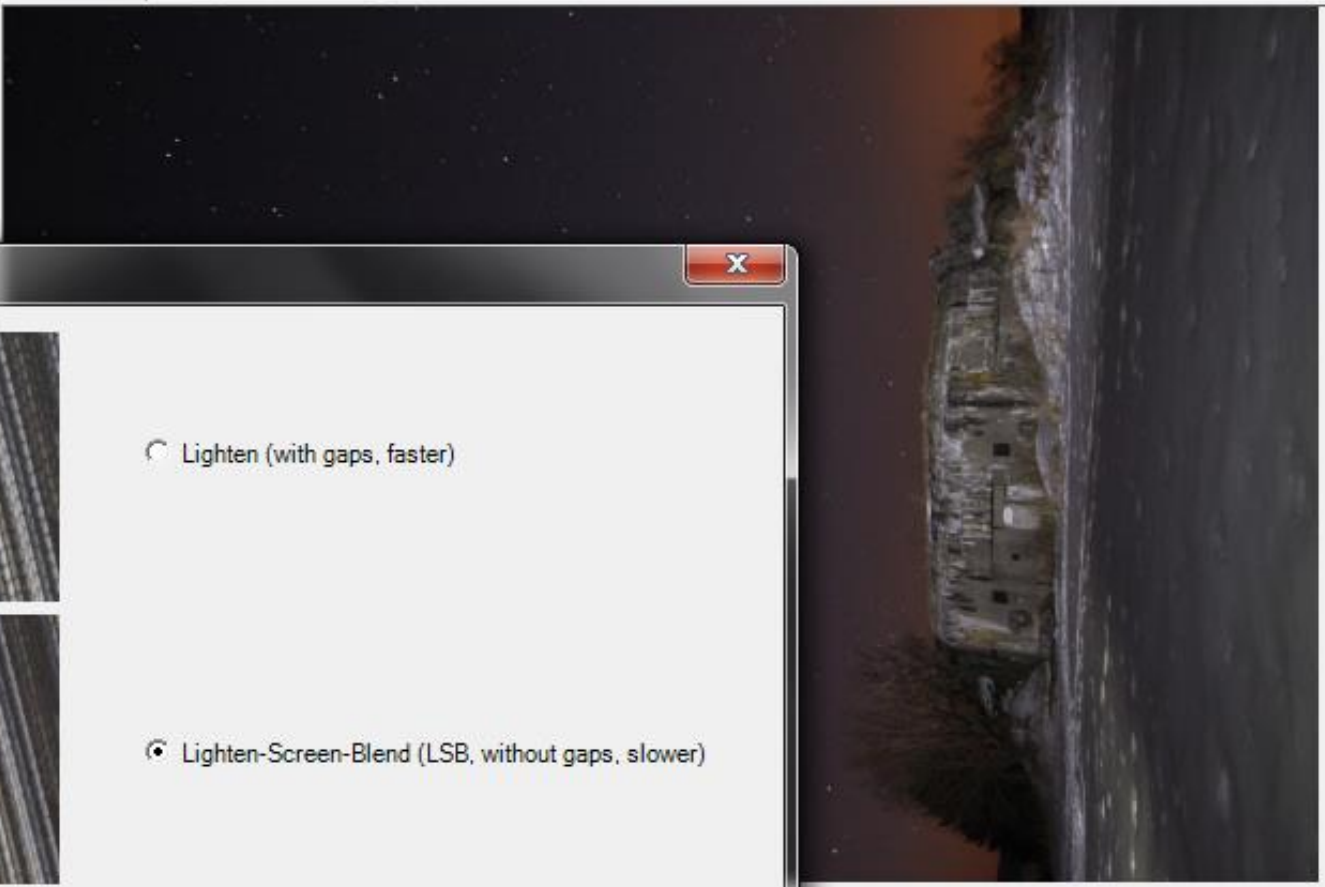 Lighten (with gaps, faster)
Lighten-Screen-Blend (LSB, without gaps, slower)